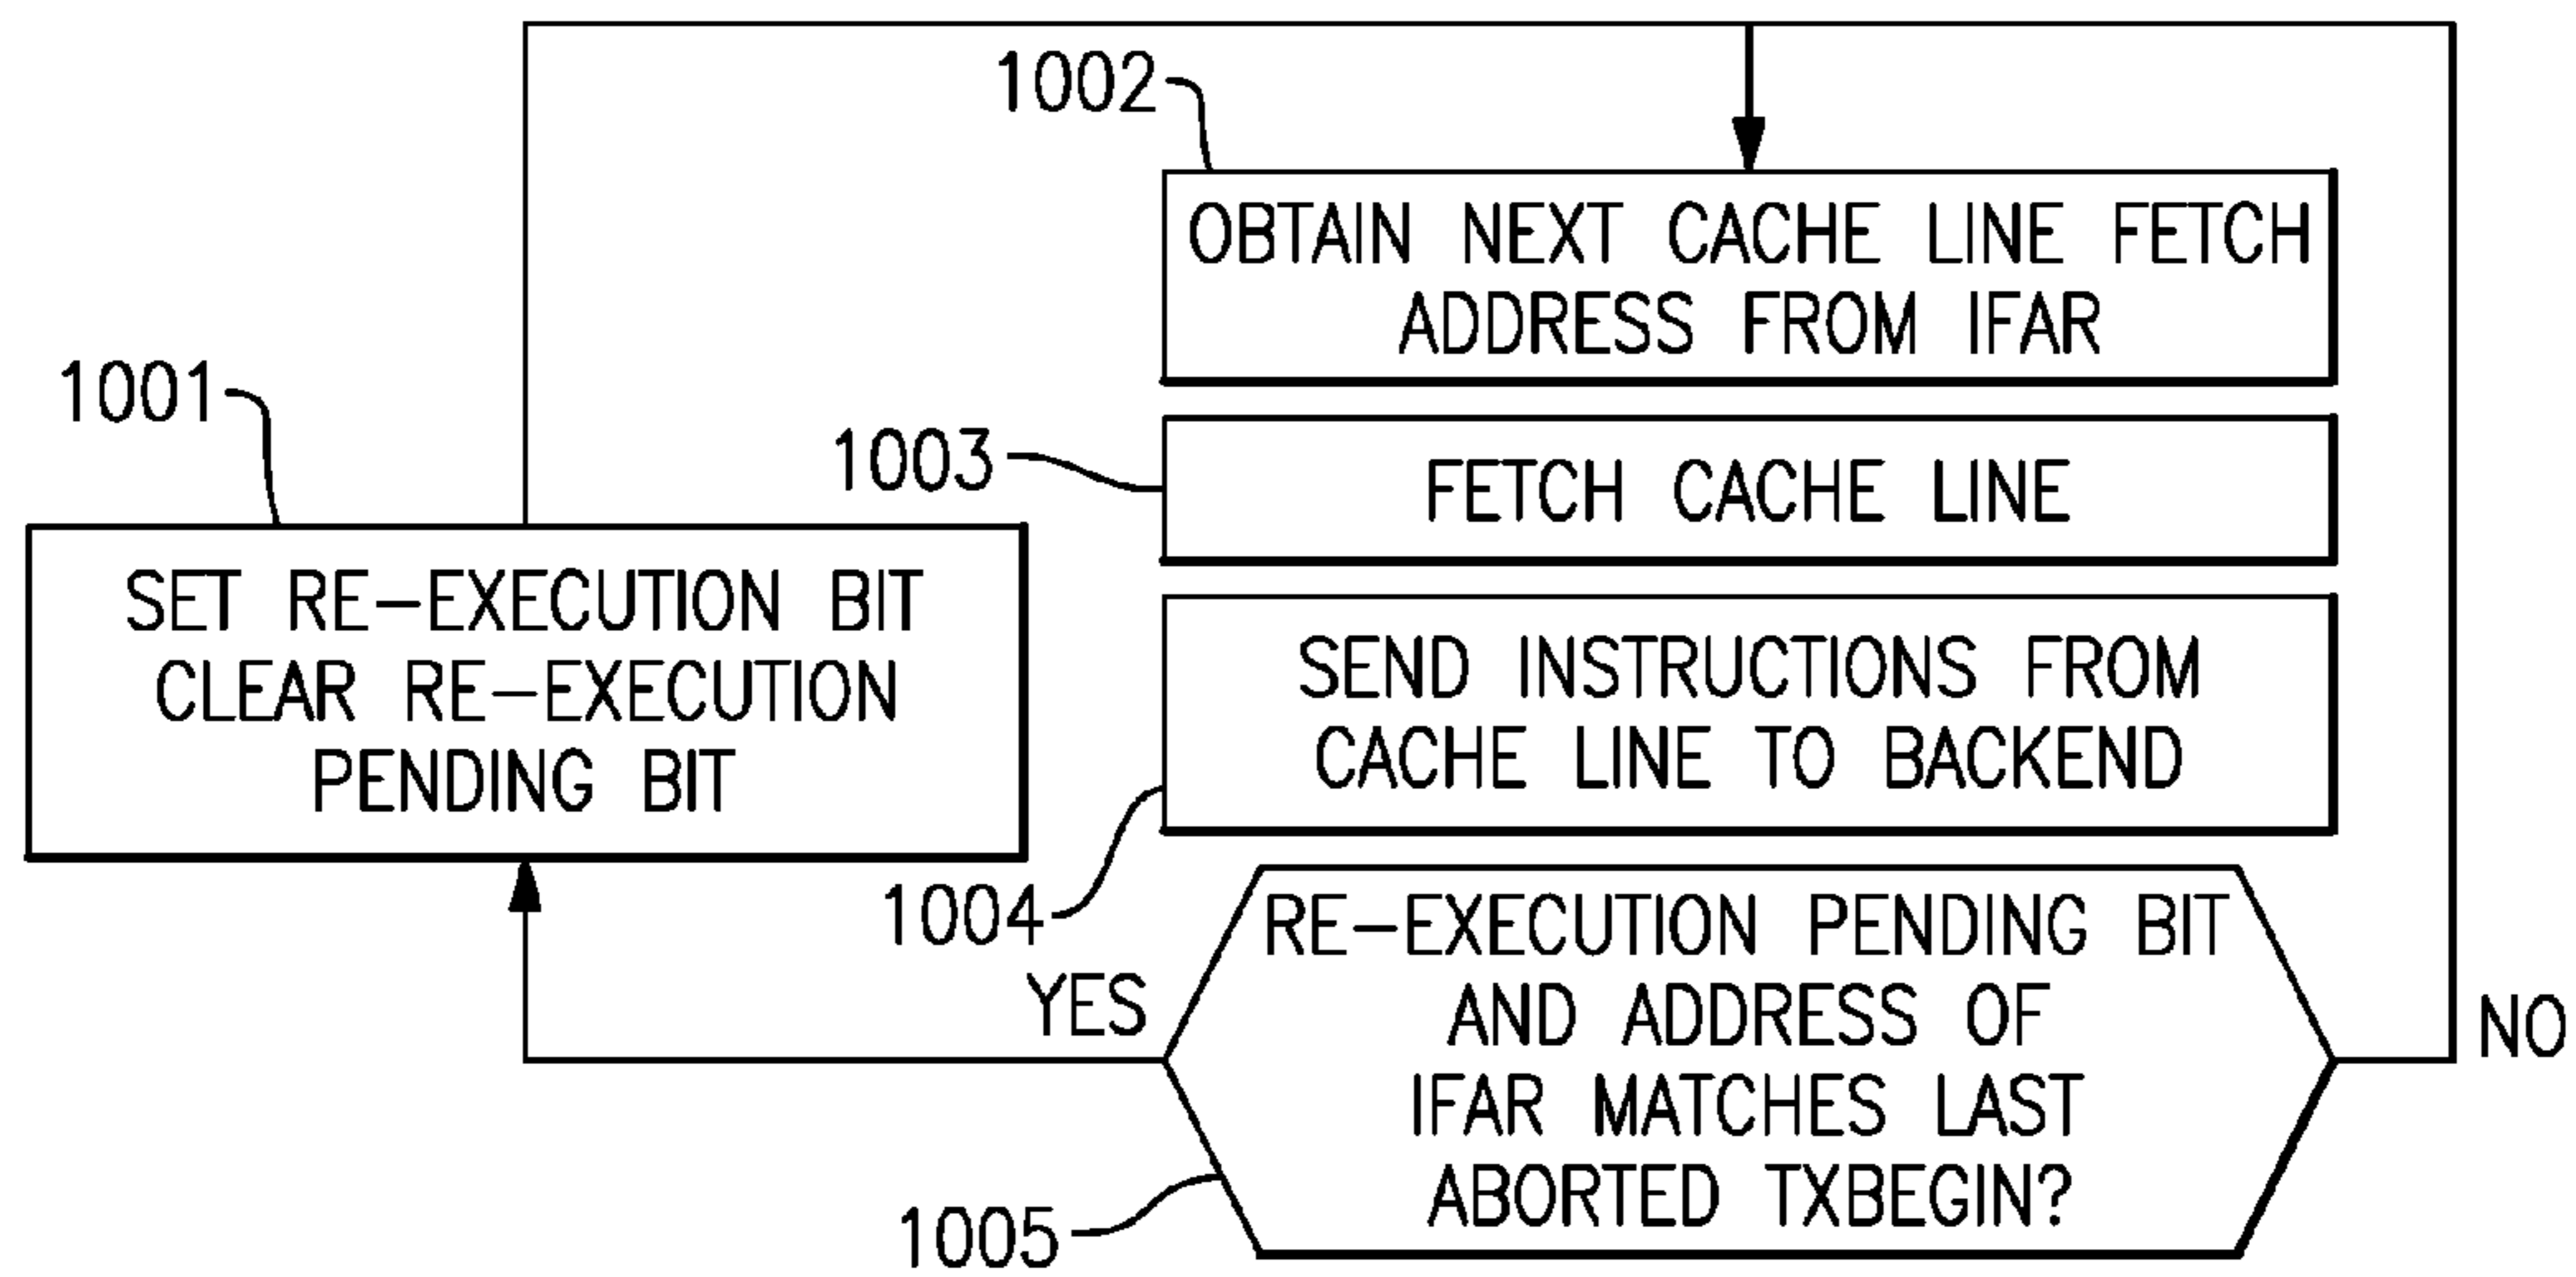 1002
OBTAIN NEXT CACHE LINE FETCH
ADDRESS FROM IFAR
1001
1003
FETCH CACHE LINE
SET RE-EXECUTION BIT
CLEAR RE-EXECUTION
PENDING BIT
SEND INSTRUCTIONS FROM
CACHE LINE TO BACKEND
1004
RE-EXECUTION PENDING BIT
AND ADDRESS OF
IFAR MATCHES LAST
ABORTED TXBEGIN?
YES
NO
1005